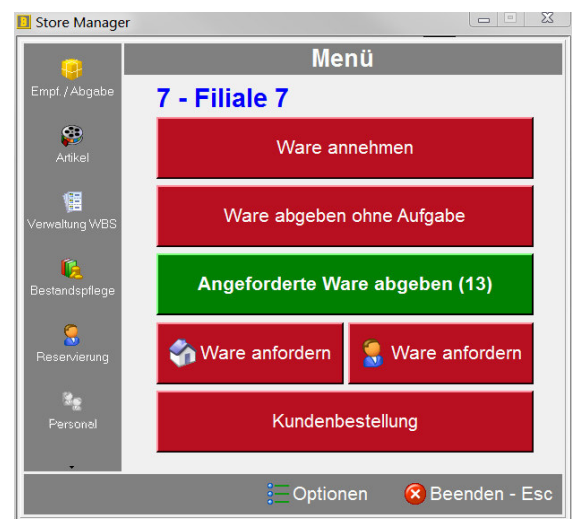 Store Manager
Menü
Empf. / Abgabe
Artikel
Verwaltung WBS
Bestandspflege
Reservierung
Personal
7 - Filiale 7
Ware annehmen
Ware abgeben ohne Aufgabe
Angeforderte Ware abgeben (13)
Ware anfordern
Ware anfordern
Kundenbestellung
Optionen
Beenden - Esc